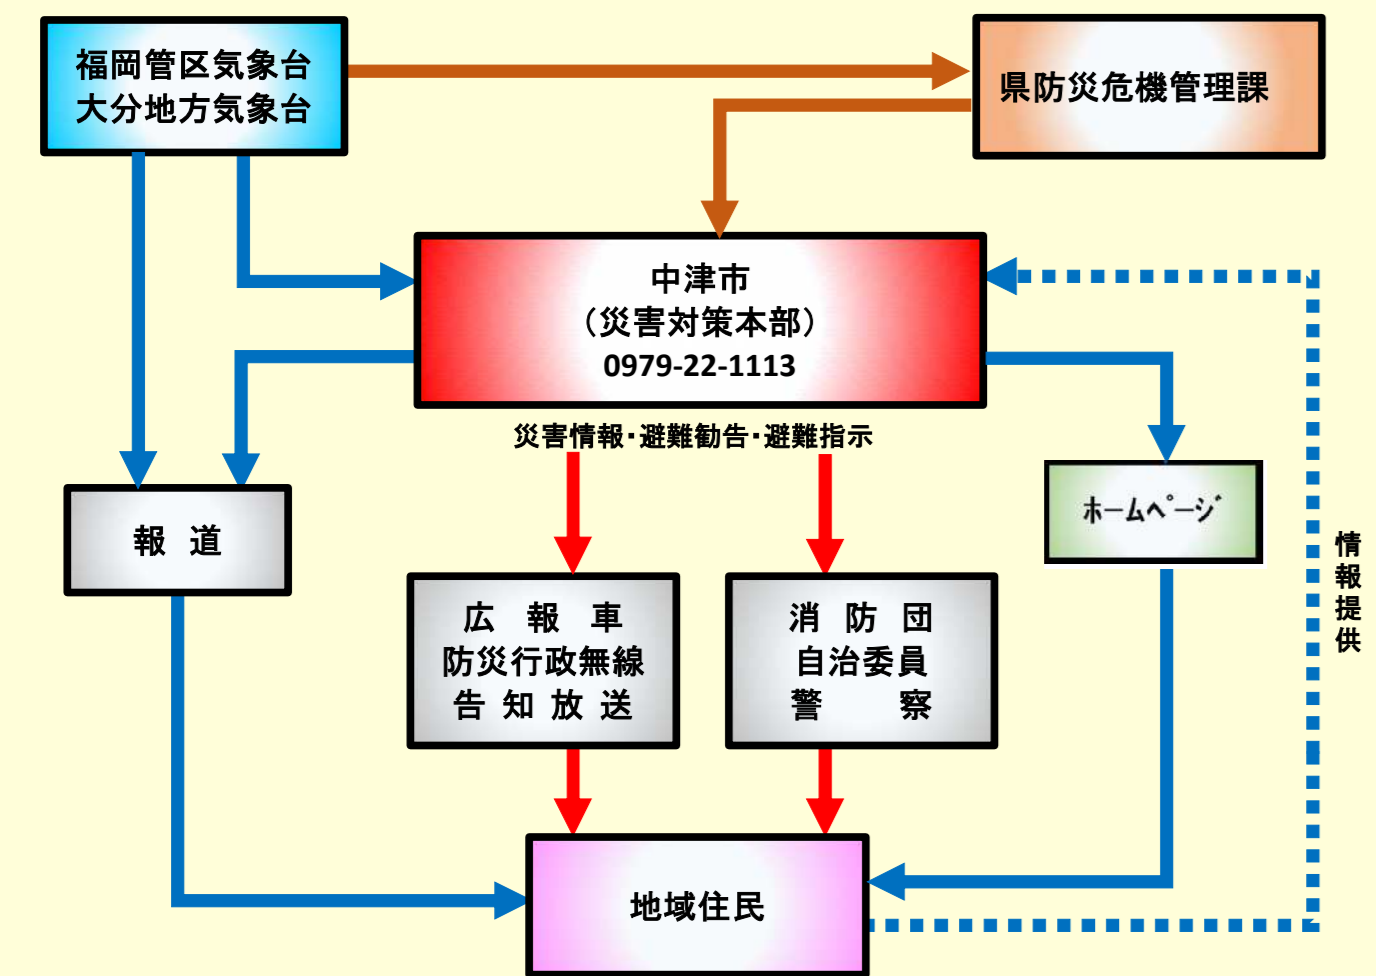 福岡管区気象台
大分地方気象台
県防災危機管理課
中津市
（災害対策本部）
0979-22-1113
災害情報・避難勧告・避難指示
報 道
ﾎｰﾑﾍﾟｰｼﾞ
情報提供
広 報 車
防災行政無線
告 知 放 送
消 防 団
自治委員
警 察
地域住民